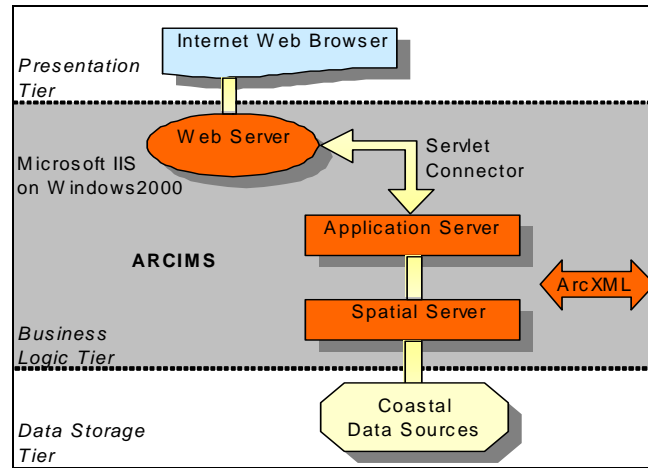 Internet Web Browser
Presentation
Tier
Web Server
Servlet
Connector
Microsoft IIS
on Windows2000
Application Server
ARCIMS
ArcXML
Spatial Server
Business
Logic Tier
Coastal
Data Sources
Data Storage
Tier